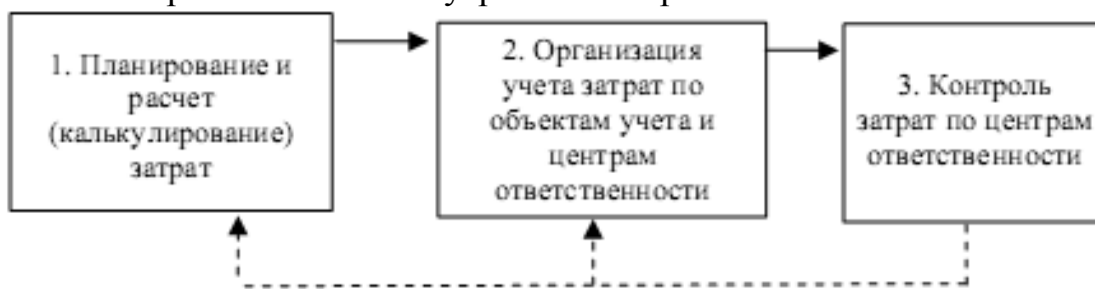 1. Планирование и
расчет
(калькулирование)
затрат
2. Организация
учета затрат по
объектам учета и
центрам
ответственности
3. Контроль
затрат по центрам
ответственности